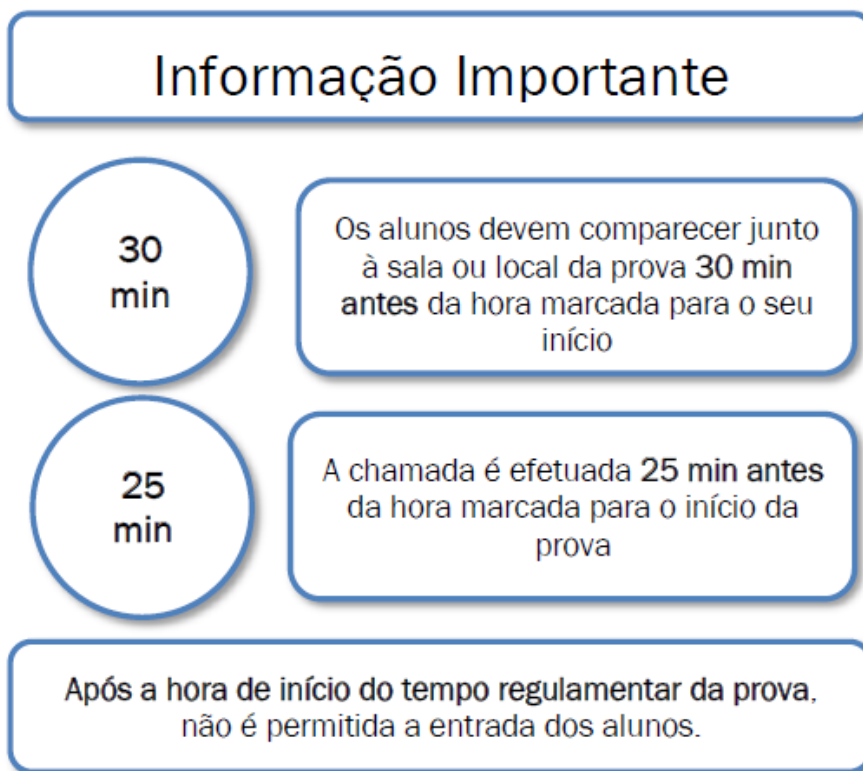 Informação Importante
30
min
Os alunos devem comparecer junto
à sala ou local da prova 30 min
antes da hora marcada para o seu
início
25
min
A chamada é efetuada 25 min antes
da hora marcada para o início da
prova
Após a hora de início do tempo regulamentar da prova,
não é permitida a entrada dos alunos.